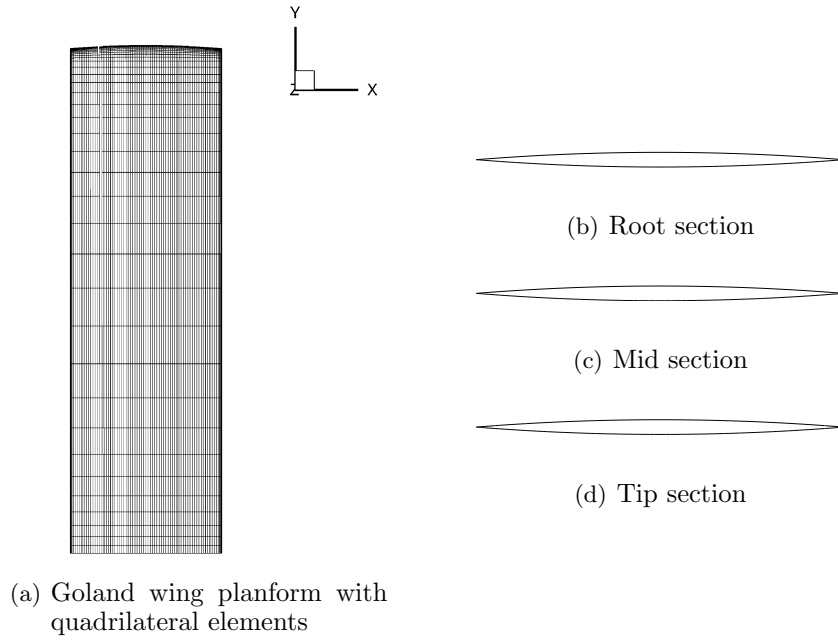 Y
Z
X
(b) Root section
(c) Mid section
(d) Tip section
(a) Goland wing planform with
quadrilateral elements